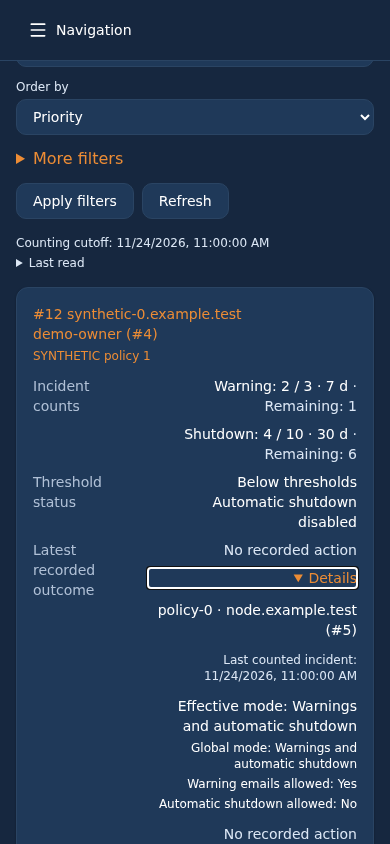 Navigation
Order by
Priority
More filters
Apply filters
Refresh
Counting cutoff: 11/24/2026, 11:00:00 AM
Last read
#12 synthetic-0.example.test
demo-owner (#4)
SYNTHETIC policy 1
Incident
counts
Warning: 2 / 3 · 7 d ·
Remaining: 1
Shutdown: 4 / 10 · 30 d ·
Remaining: 6
Threshold
status
Below thresholds
Automatic shutdown
disabled
Latest
recorded
outcome
No recorded action
Details
policy-0 · node.example.test
(#5)
Last counted incident:
11/24/2026, 11:00:00 AM
Effective mode: Warnings
and automatic shutdown
Global mode: Warnings and
automatic shutdown
Warning emails allowed: Yes
Automatic shutdown allowed: No
No recorded action